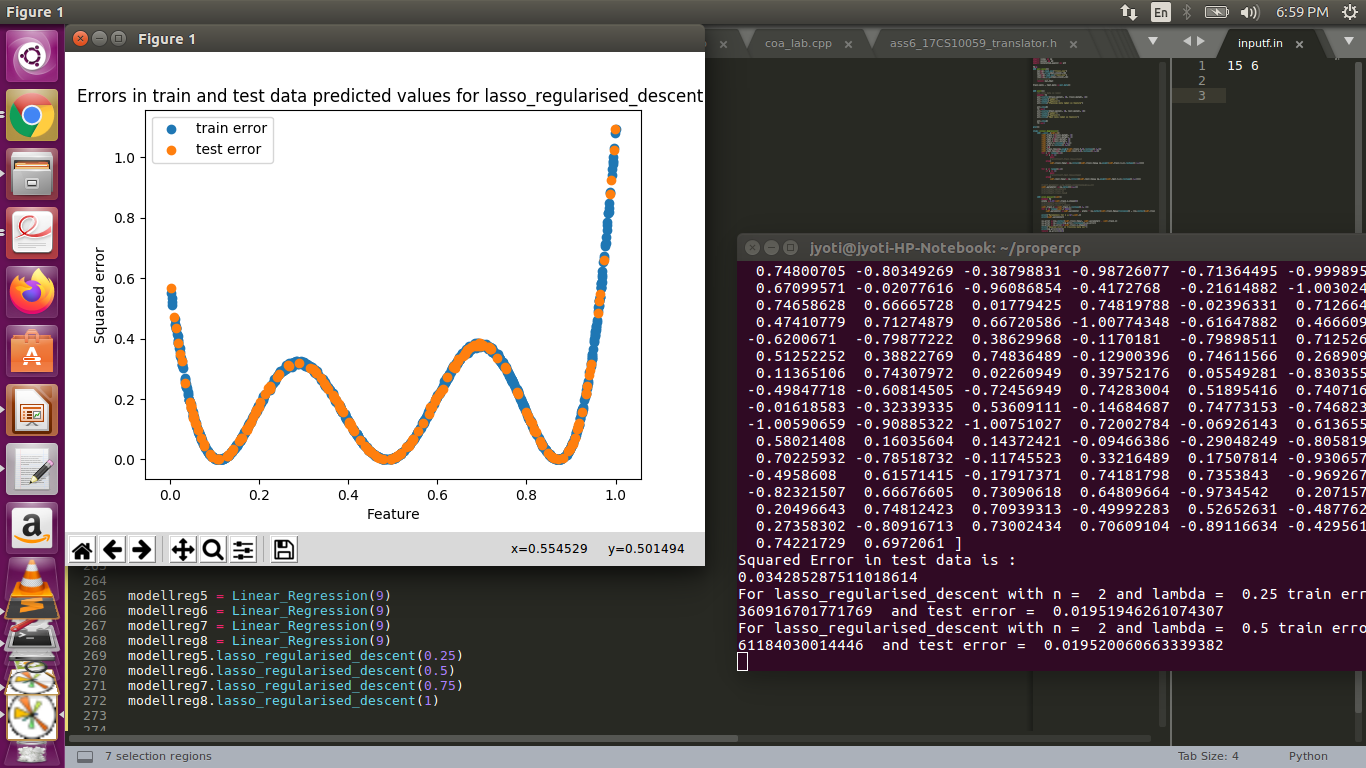 Figure 1
En
6:59 PM
Figure 1
coa_lab.cpp
ass6_17CS10059_translator.h
inputf.in
1 15 6
2
3
Errors in train and test data predicted values for lasso_regularised_descent
train error
test error
Squared error
1.0
0.8
0.6
0.4
0.2
0.0
0.0 0.2 0.4 0.6 0.8 1.0
Feature
x=0.554529 y=0.501494
264
265 modellreg5 = Linear_Regression(9)
266 modellreg6 = Linear_Regression(9)
267 modellreg7 = Linear_Regression(9)
268 modellreg8 = Linear_Regression(9)
269 modellreg5.lasso_regularised_descent(0.25)
270 modellreg6.lasso_regularised_descent(0.5)
271 modellreg7.lasso_regularised_descent(0.75)
272 modellreg8.lasso_regularised_descent(1)
273
jyoti@jyoti-HP-Notebook: ~/propercp
0.74800705 -0.80349269 -0.38798831 -0.98726077 -0.71364495 -0.999895
0.67099571 -0.02077616 -0.96086854 -0.4172768 -0.21614882 -1.003024
0.74658628 0.66665728 0.01779425 0.74819788 -0.02396331 0.712664
0.47410779 0.71274879 0.66720586 -1.00774348 -0.61647882 0.466609
-0.6200671 -0.79877222 0.38629968 -0.1170181 -0.79898511 0.712526
0.51252252 0.38822769 0.74836489 -0.12900396 0.74611566 0.268909
0.11365106 0.74307972 0.02260949 0.39752176 0.05549281 -0.830355
-0.49847718 -0.60814505 -0.72456949 0.74283004 0.51895416 0.740716
-0.01618583 -0.32339335 0.53609111 -0.14684687 0.74773153 -0.746823
-1.00590659 -0.90885322 -1.00751027 0.72002784 -0.06926143 0.613655
0.58021408 0.16035604 0.14372421 -0.09466386 -0.29048249 -0.805819
0.70225932 -0.78518732 -0.11745523 0.33216489 0.17507814 -0.930657
-0.4958608 0.61571415 -0.17917371 0.74181798 0.7353843 -0.969267
-0.82321507 0.66676605 0.73090618 0.64809664 -0.9734542 0.207157
0.20496643 0.74812423 0.70939313 -0.49992283 0.52652631 -0.487762
0.27358302 -0.80916713 0.73002434 0.70609104 -0.89116634 -0.429561
0.74221729 0.6972061 ]
Squared Error in test data is :
0.034285287511018614
For lasso_regularised_descent with n = 2 and lambda = 0.25 train err
360916701771769 and test error = 0.01951946261074307
For lasso_regularised_descent with n = 2 and lambda = 0.5 train erro
61184030014446 and test error = 0.019520060663339382
7 selection regions
Tab Size: 4
Python